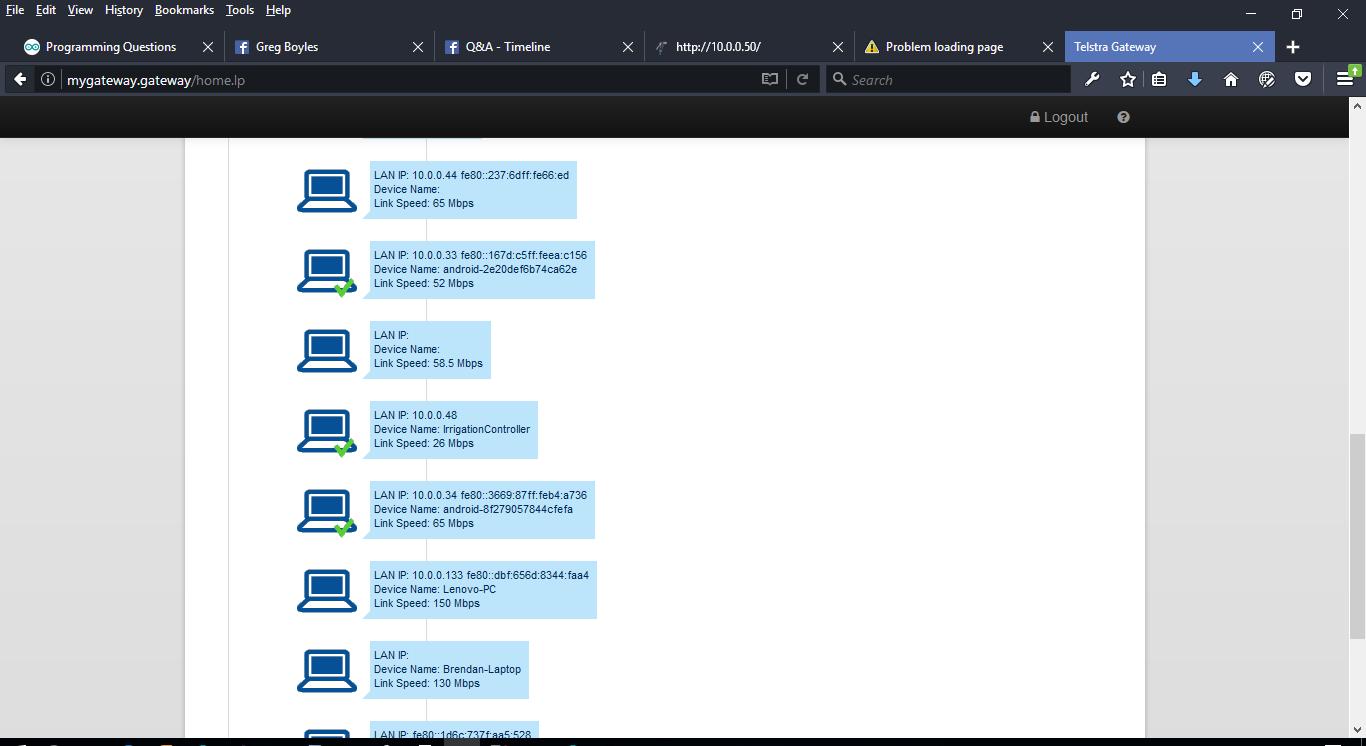 File Edit View History Bookmarks Tools Help
Programming Questions
Greg Boyles
Q&A - Timeline
http://10.0.0.50/
Problem loading page
Telstra Gateway
mygateway.gateway/home.lp
Search
Logout
LAN IP: 10.0.0.44 fe80::237:6dff:fe66:ed
Device Name:
Link Speed: 65 Mbps
LAN IP: 10.0.0.33 fe80::167d:c5ff:feea:c156
Device Name: android-2e20def6b74ca62e
Link Speed: 52 Mbps
LAN IP:
Device Name:
Link Speed: 58.5 Mbps
LAN IP: 10.0.0.48
Device Name: IrrigationController
Link Speed: 26 Mbps
LAN IP: 10.0.0.34 fe80::3669:87ff:feb4:a736
Device Name: android-8f279057844cfefa
Link Speed: 65 Mbps
LAN IP: 10.0.0.133 fe80::dbf:656d:8344:faa4
Device Name: Lenovo-PC
Link Speed: 150 Mbps
LAN IP:
Device Name: Brendan-Laptop
Link Speed: 130 Mbps
LAN IP: fe80::1d6c:737f:aa5:528